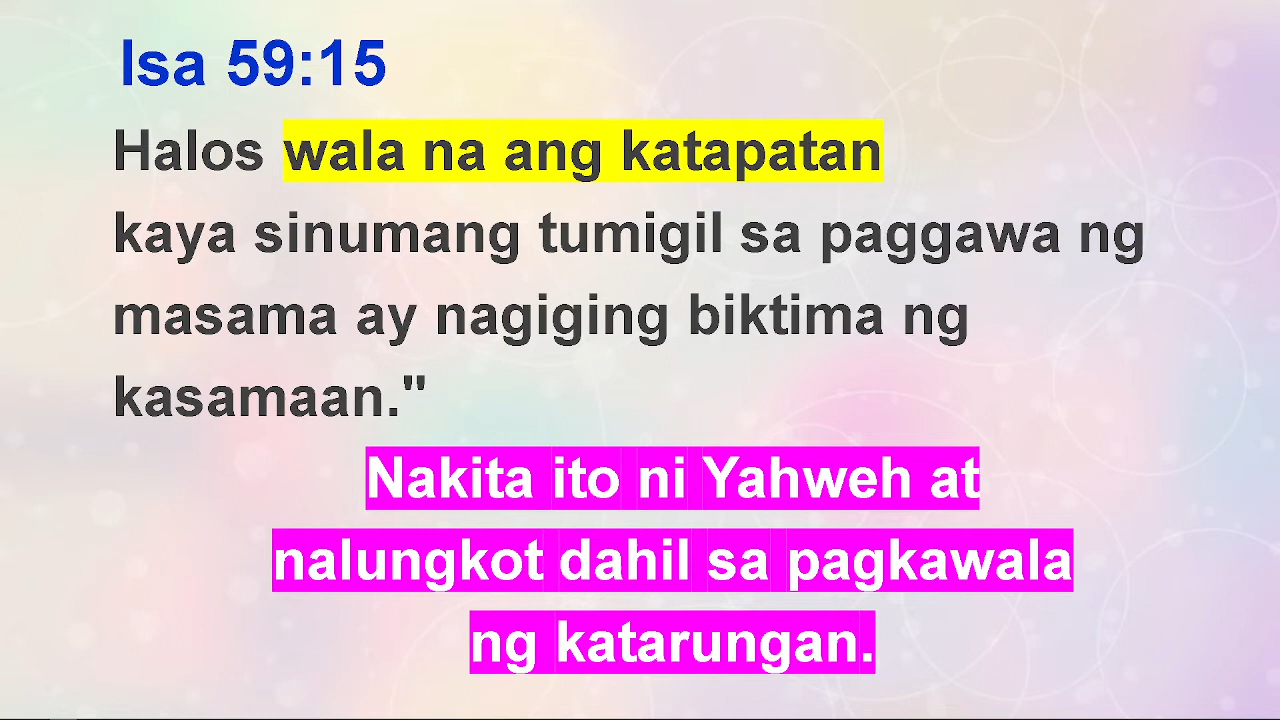 Isa 59:15
Halos wala na ang katapatan
kaya sinumang tumigil sa paggawa ng
masama ay nagiging biktima ng
kasamaan."
Nakita ito ni Yahweh at
nalungkot dahil sa pagkawala
ng katarungan.